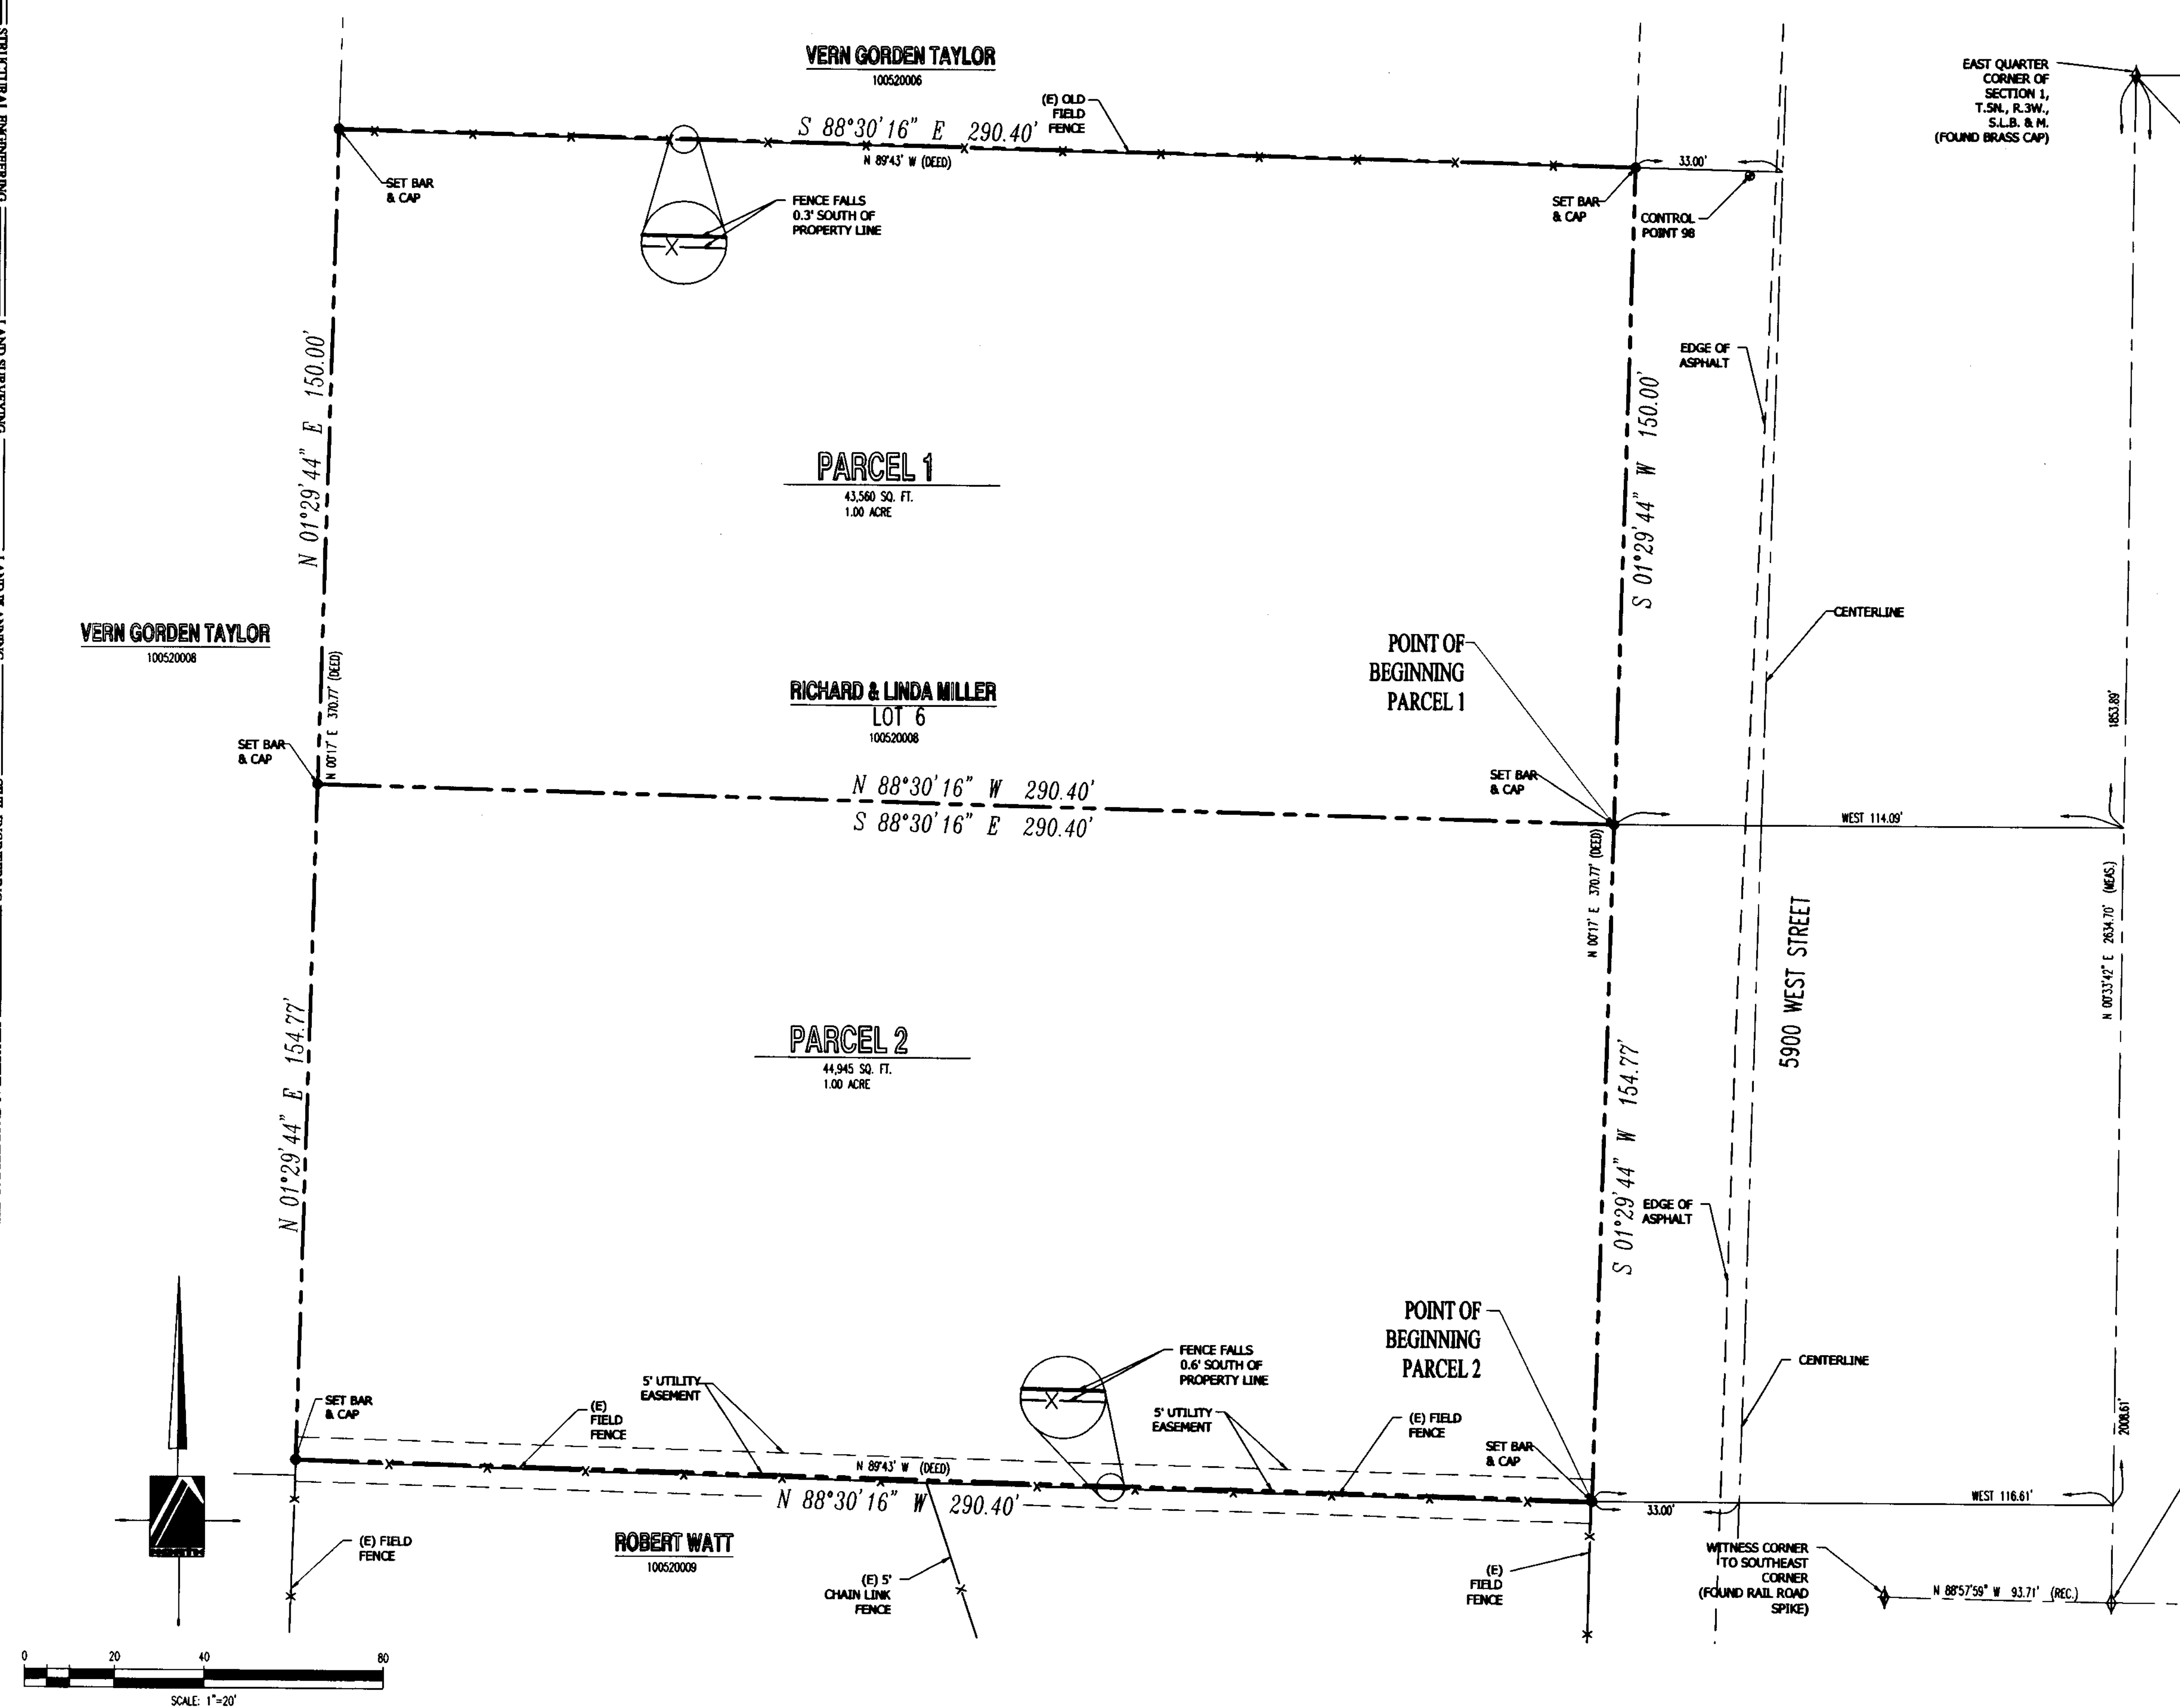 VERN GORDEN TAYLOR
100520006
(E) OLD
FIELD
FENCE
S 88°30'16" E 290.40'
N 89°43' W (DEED)
SET BAR
& CAP
FENCE FALLS
0.3' SOUTH OF
PROPERTY LINE
SET BAR
& CAP
33.00'
CONTROL
POINT 98
EAST QUARTER
CORNER OF
SECTION 1,
T.5N., R.3W.,
S.L.B. & M.
(FOUND BRASS CAP)
STRUCTURAL ENGINEERING
LAND SURVEYING
LAND PLANNING
N 01°29'44" E 150.00'
S 01°29'44" W 150.00'
EDGE OF
ASPHALT
PARCEL 1
43,560 SQ. FT.
1.00 ACRE
CENTERLINE
VERN GORDEN TAYLOR
100520008
N 00°17' E 370.77' (DEED)
RICHARD & LINDA MILLER
LOT 6
100520008
POINT OF
BEGINNING
PARCEL 1
1853.89'
SET BAR
& CAP
SET BAR
& CAP
N 88°30'16" W 290.40'
S 88°30'16" E 290.40'
WEST 114.09'
N 00°17' E 370.77' (DEED)
5900 WEST STREET
N 00°33'42" E 2634.70' (MEAS.)
PARCEL 2
44,945 SQ. FT.
1.00 ACRE
N 01°29'44" E 154.77'
S 01°29'44" W 154.77'
EDGE OF
ASPHALT
POINT OF
BEGINNING
PARCEL 2
CENTERLINE
FENCE FALLS
0.6' SOUTH OF
PROPERTY LINE
SET BAR
& CAP
(E)
FIELD
FENCE
5' UTILITY
EASEMENT
5' UTILITY
EASEMENT
(E) FIELD
FENCE
SET BAR
& CAP
2008.61'
N 89°43' W (DEED)
N 88°30'16" W 290.40'
33.00'
WEST 116.61'
NORTH
(E) FIELD
FENCE
ROBERT WATT
100520009
(E) 5'
CHAIN LINK
FENCE
(E)
FIELD
FENCE
WITNESS CORNER
TO SOUTHEAST
CORNER
(FOUND RAIL ROAD
SPIKE)
N 88°57'59" W 93.71' (REC.)
0 20 40 80
SCALE: 1"=20'